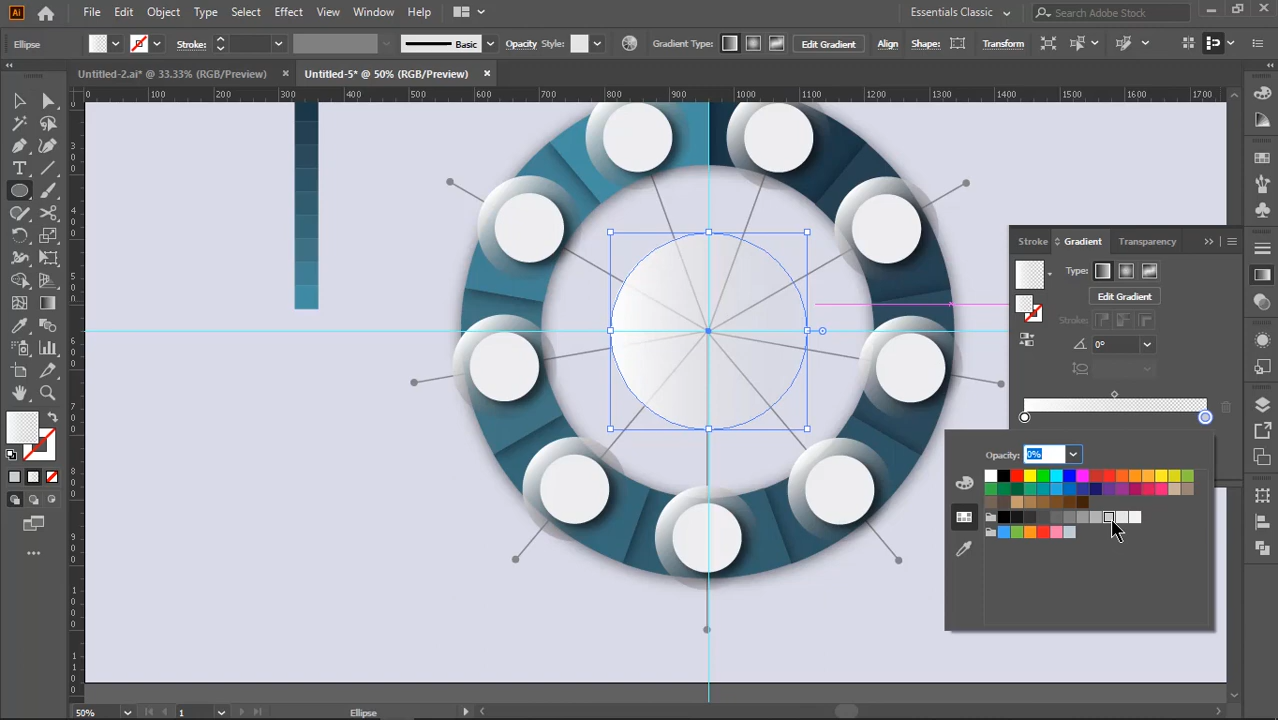 Ai File Edit Object Type Select Effect View Window Help Essentials Classic Search Adobe Stock
Ellipse Stroke: Basic Opacity Style: Gradient Type: Edit Gradient Align Shape: Transform
Untitled-2.ai* @ 33.33% (RGB/Preview) × Untitled-5* @ 50% (RGB/Preview) ×
0 100 200 300 400 500 600 700 800 900 1000 1100 1200 1300 1400 1500 1600 1700
Stroke Gradient Transparency
Type:
Edit Gradient
Stroke:
0°
Opacity: 0%
50% 1 Ellipse